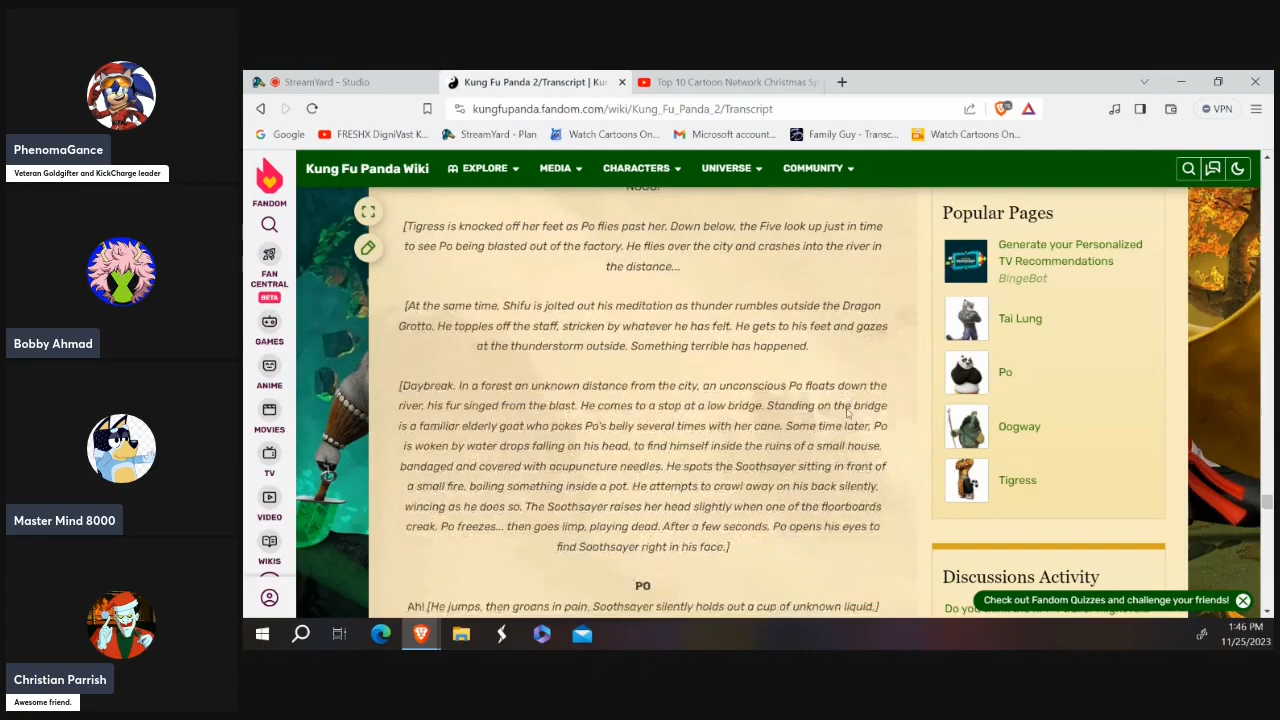 PhenomaGance
Veteran Goldgifter and KickCharge leader
Bobby Ahmad
Master Mind 8000
Christian Parrish
Awesome friend.
StreamYard - Studio
Kung Fu Panda 2/Transcript | Ku
Top 10 Cartoon Network Christmas Sp
kungfupanda.fandom.com/wiki/Kung_Fu_Panda_2/Transcript
VPN
Google
FRESHX DigniVast K...
StreamYard - Plan
Watch Cartoons On...
Microsoft account...
Family Guy - Transc...
Watch Cartoons On...
FANDOM
FAN
CENTRAL
BETA
GAMES
ANIME
MOVIES
TV
VIDEO
WIKIS
Kung Fu Panda Wiki
EXPLORE
MEDIA
CHARACTERS
UNIVERSE
COMMUNITY
[Tigress is knocked off her feet as Po flies past her. Down below, the Five look up just in time
to see Po being blasted out of the factory. He flies over the city and crashes into the river in
the distance...
[At the same time, Shifu is jolted out his meditation as thunder rumbles outside the Dragon
Grotto. He topples off the staff, stricken by whatever he has felt. He gets to his feet and gazes
at the thunderstorm outside. Something terrible has happened.
[Daybreak. In a forest an unknown distance from the city, an unconscious Po floats down the
river, his fur singed from the blast. He comes to a stop at a low bridge. Standing on the bridge
is a familiar elderly goat who pokes Po's belly several times with her cane. Some time later, Po
is woken by water drops falling on his head, to find himself inside the ruins of a small house,
bandaged and covered with acupuncture needles. He spots the Soothsayer sitting in front of
a small fire, boiling something inside a pot. He attempts to crawl away on his back silently,
wincing as he does so. The Soothsayer raises her head slightly when one of the floorboards
creak. Po freezes... then goes limp, playing dead. After a few seconds, Po opens his eyes to
find Soothsayer right in his face.]
PO
Ah! [He jumps, then groans in pain. Soothsayer silently holds out a cup of unknown liquid.]
Popular Pages
Generate your Personalized
TV Recommendations
BingeBot
Tai Lung
Po
Oogway
Tigress
Discussions Activity
Check out Fandom Quizzes and challenge your friends!
1:46 PM
11/25/2023